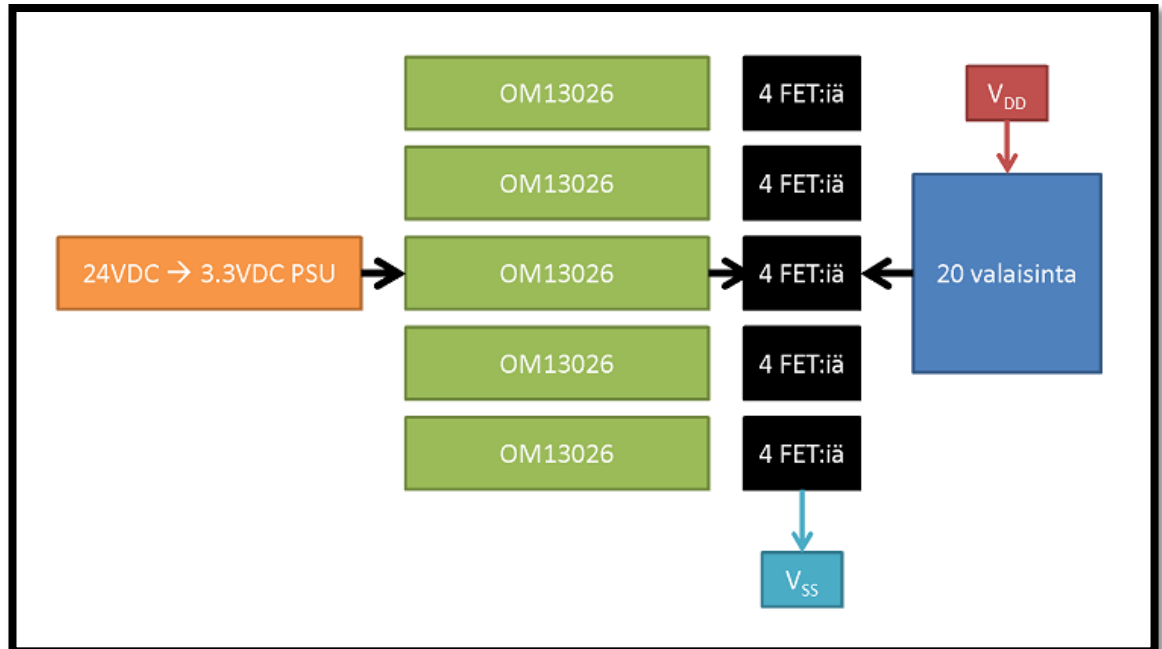 OM13026
4 FET:iä
V_DD
OM13026
4 FET:iä
24VDC → 3.3VDC PSU
OM13026
4 FET:iä
20 valaisinta
OM13026
4 FET:iä
OM13026
4 FET:iä
V_SS